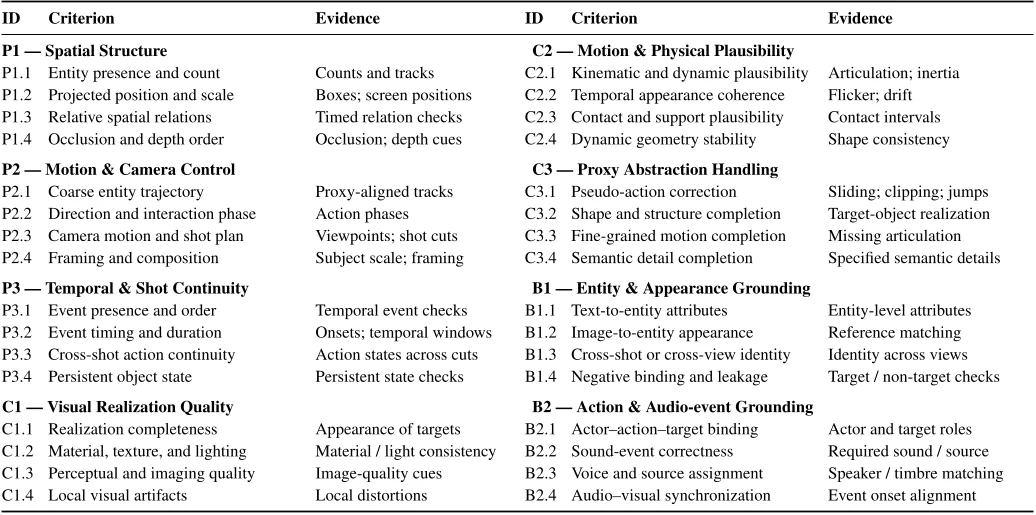 ID Criterion Evidence ID Criterion Evidence
P1 — Spatial Structure
P1.1 Entity presence and count Counts and tracks
P1.2 Projected position and scale Boxes; screen positions
P1.3 Relative spatial relations Timed relation checks
P1.4 Occlusion and depth order Occlusion; depth cues
P2 — Motion & Camera Control
P2.1 Coarse entity trajectory Proxy-aligned tracks
P2.2 Direction and interaction phase Action phases
P2.3 Camera motion and shot plan Viewpoints; shot cuts
P2.4 Framing and composition Subject scale; framing
P3 — Temporal & Shot Continuity
P3.1 Event presence and order Temporal event checks
P3.2 Event timing and duration Onsets; temporal windows
P3.3 Cross-shot action continuity Action states across cuts
P3.4 Persistent object state Persistent state checks
C1 — Visual Realization Quality
C1.1 Realization completeness Appearance of targets
C1.2 Material, texture, and lighting Material / light consistency
C1.3 Perceptual and imaging quality Image-quality cues
C1.4 Local visual artifacts Local distortions
C2 — Motion & Physical Plausibility
C2.1 Kinematic and dynamic plausibility Articulation; inertia
C2.2 Temporal appearance coherence Flicker; drift
C2.3 Contact and support plausibility Contact intervals
C2.4 Dynamic geometry stability Shape consistency
C3 — Proxy Abstraction Handling
C3.1 Pseudo-action correction Sliding; clipping; jumps
C3.2 Shape and structure completion Target-object realization
C3.3 Fine-grained motion completion Missing articulation
C3.4 Semantic detail completion Specified semantic details
B1 — Entity & Appearance Grounding
B1.1 Text-to-entity attributes Entity-level attributes
B1.2 Image-to-entity appearance Reference matching
B1.3 Cross-shot or cross-view identity Identity across views
B1.4 Negative binding and leakage Target / non-target checks
B2 — Action & Audio-event Grounding
B2.1 Actor–action–target binding Actor and target roles
B2.2 Sound-event correctness Required sound / source
B2.3 Voice and source assignment Speaker / timbre matching
B2.4 Audio–visual synchronization Event onset alignment